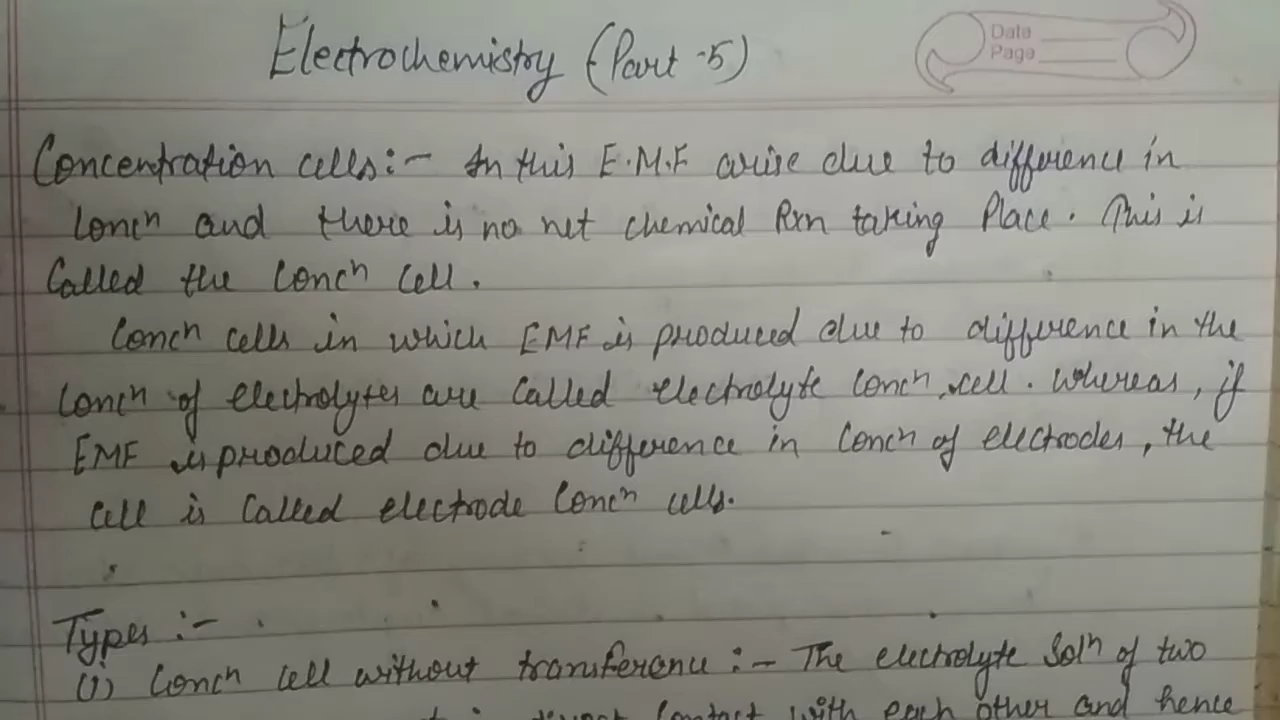 Electrochemistry (Part -5)
Date
Page
Concentration cells:- In this E.M.F arise due to difference in
Concn and there is no net chemical Rxn taking Place. This is
Called the Concn Cell.
Concn cells in which EMF is produced due to difference in the
Concn of electrolytes are Called electrolyte Concn cell. Whereas, if
EMF is produced due to difference in Concn of electrodes, the
Cell is Called electrode Concn cells.
Types :-
(1) Concn cell without transference :- The electrolyte Soln of two
direct Contact with each other and hence